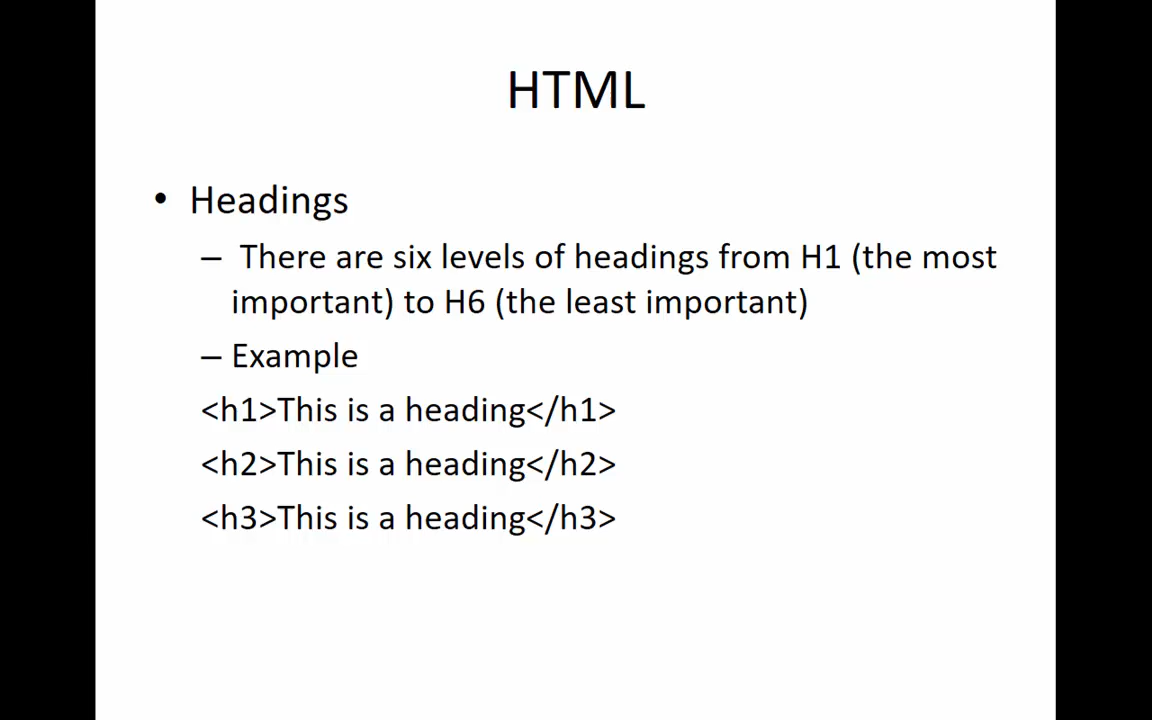 HTML
• Headings
– There are six levels of headings from H1 (the most
important) to H6 (the least important)
– Example
<h1>This is a heading</h1>
<h2>This is a heading</h2>
<h3>This is a heading</h3>